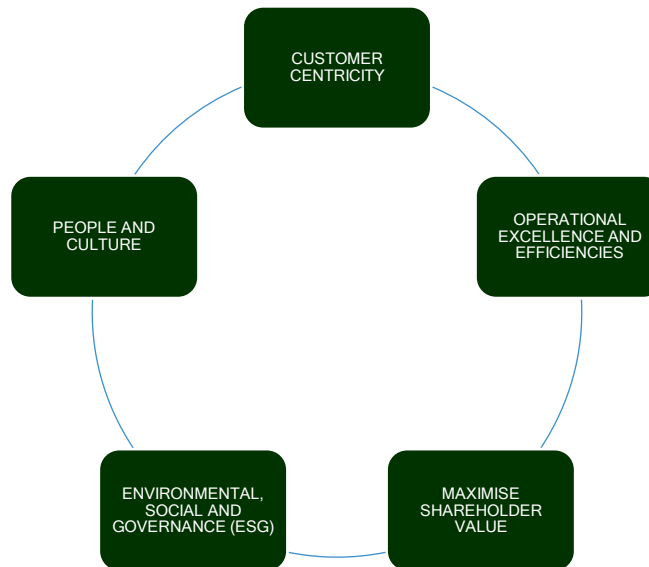 CUSTOMER
CENTRICITY
OPERATIONAL
EXCELLENCE AND
EFFICIENCIES
MAXIMISE
SHAREHOLDER
VALUE
ENVIRONMENTAL,
SOCIAL AND
GOVERNANCE (ESG)
PEOPLE AND
CULTURE